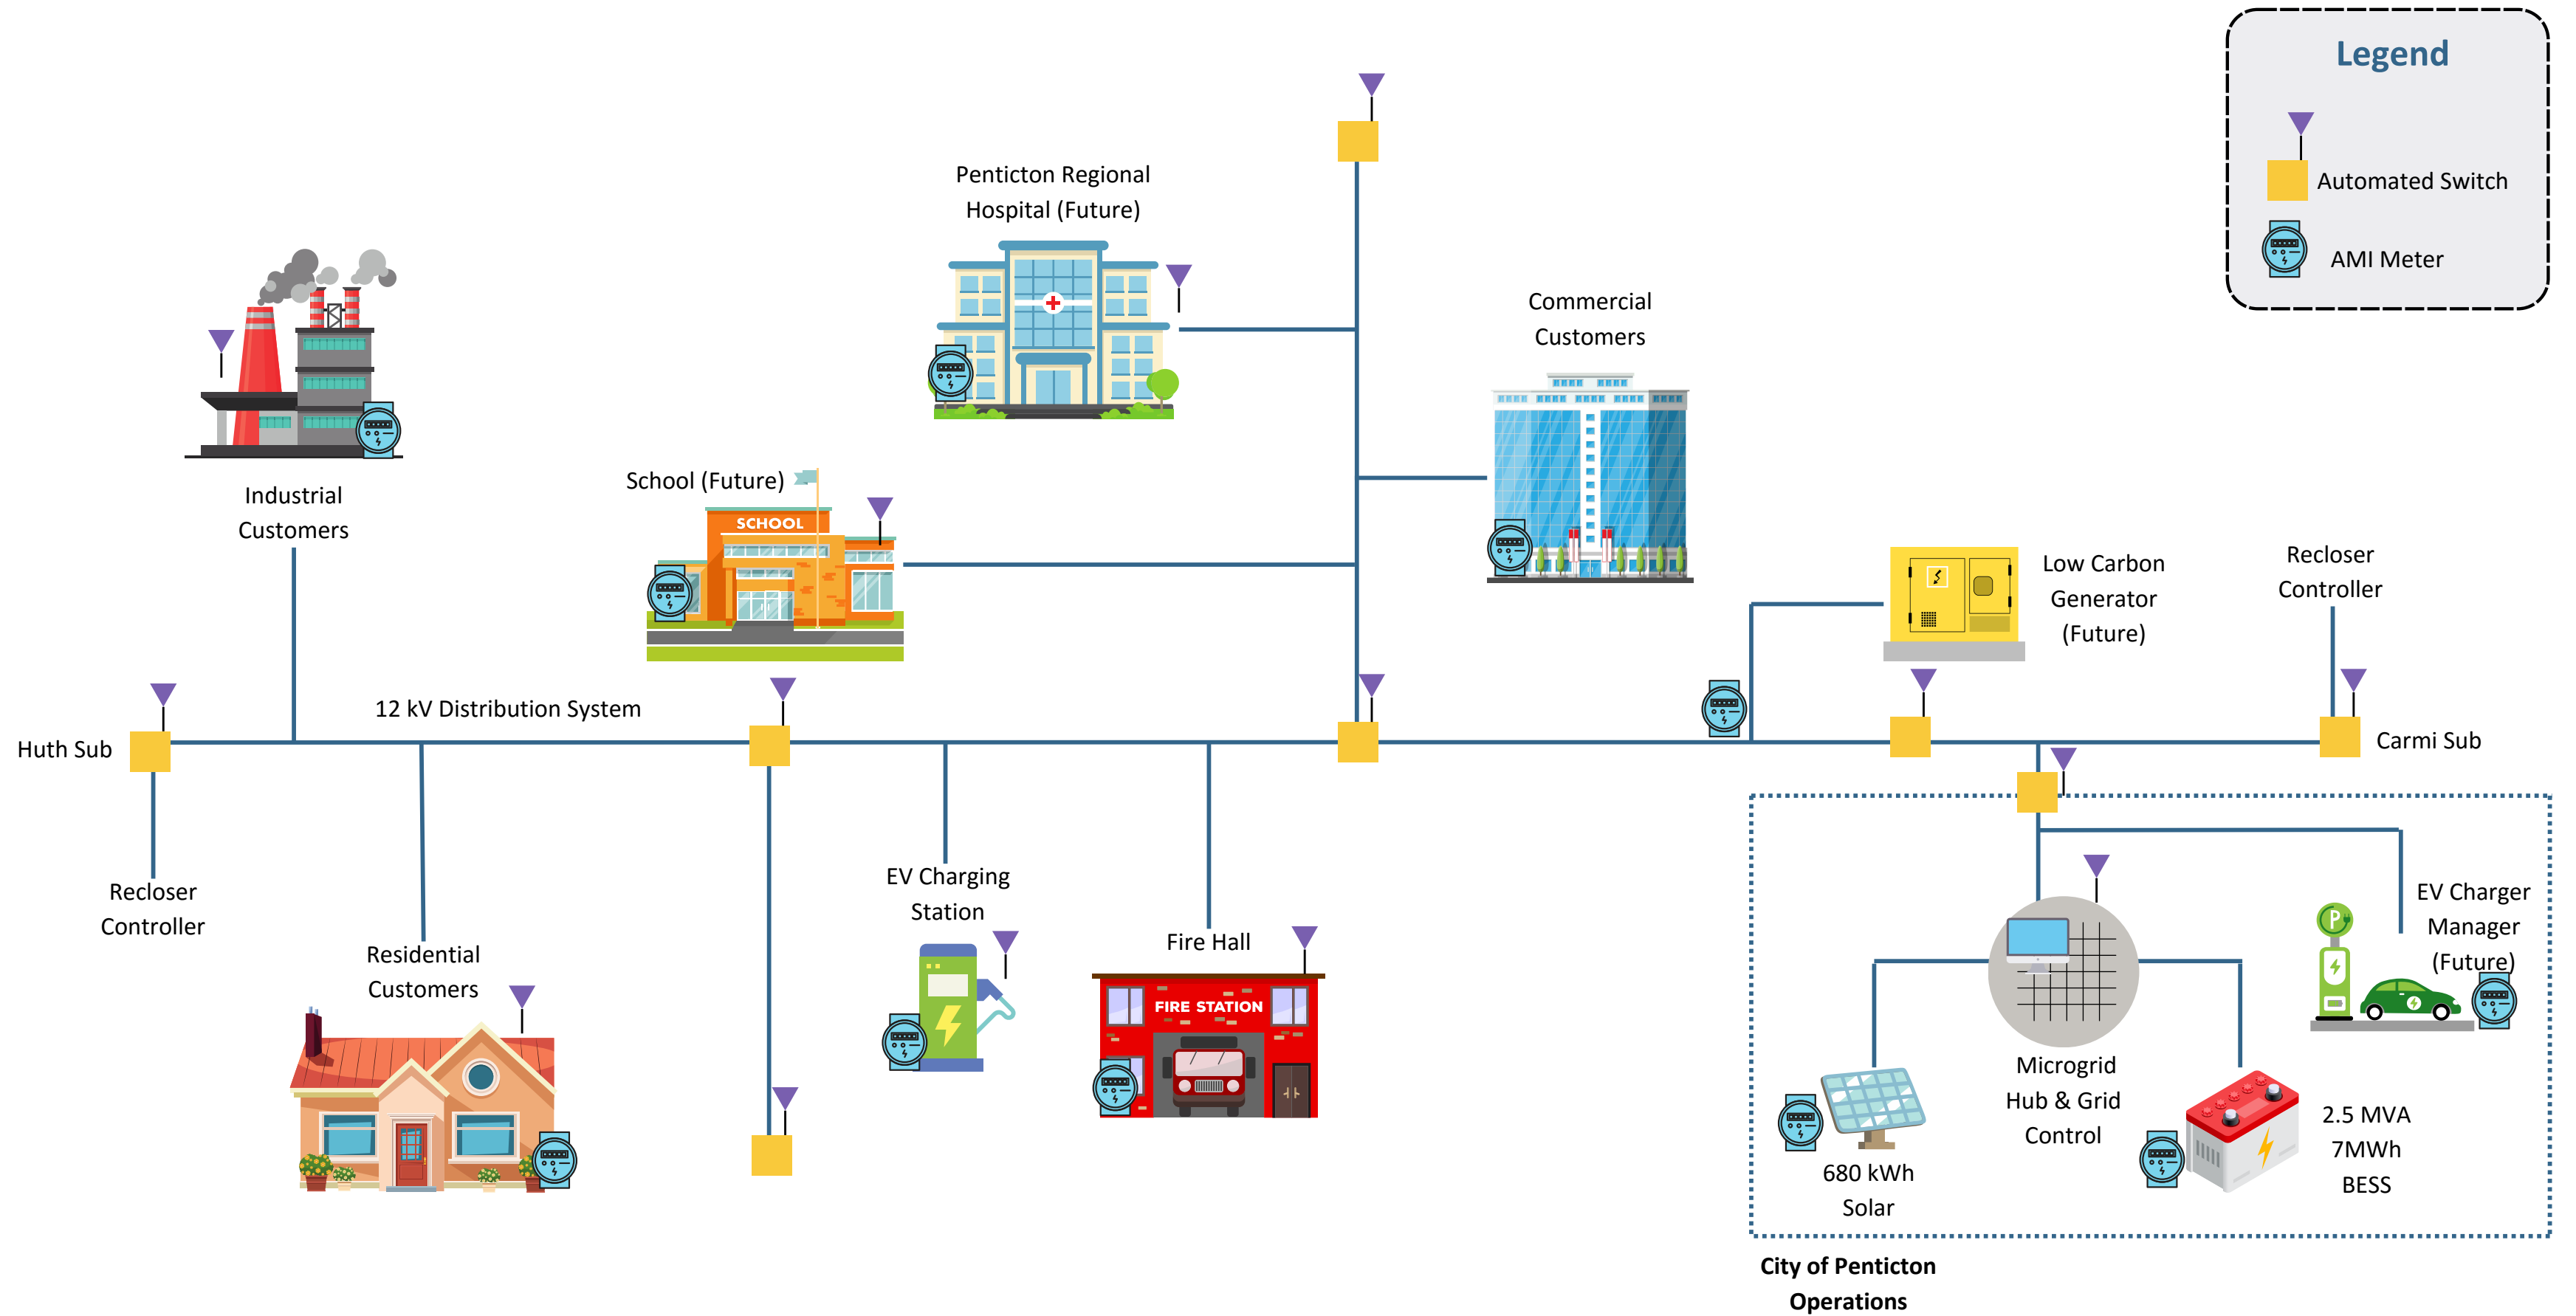 Legend
Automated Switch
AMI Meter
Penticton Regional
Hospital (Future)
Commercial
Customers
Industrial
Customers
School (Future)
SCHOOL
Low Carbon
Generator
(Future)
Recloser
Controller
12 kV Distribution System
Huth Sub
Carmi Sub
Recloser
Controller
Residential
Customers
EV Charging
Station
Fire Hall
FIRE STATION
P
EV Charger
Manager
(Future)
Microgrid
Hub & Grid
Control
680 kWh
Solar
2.5 MVA
7MWh
BESS
City of Penticton
Operations